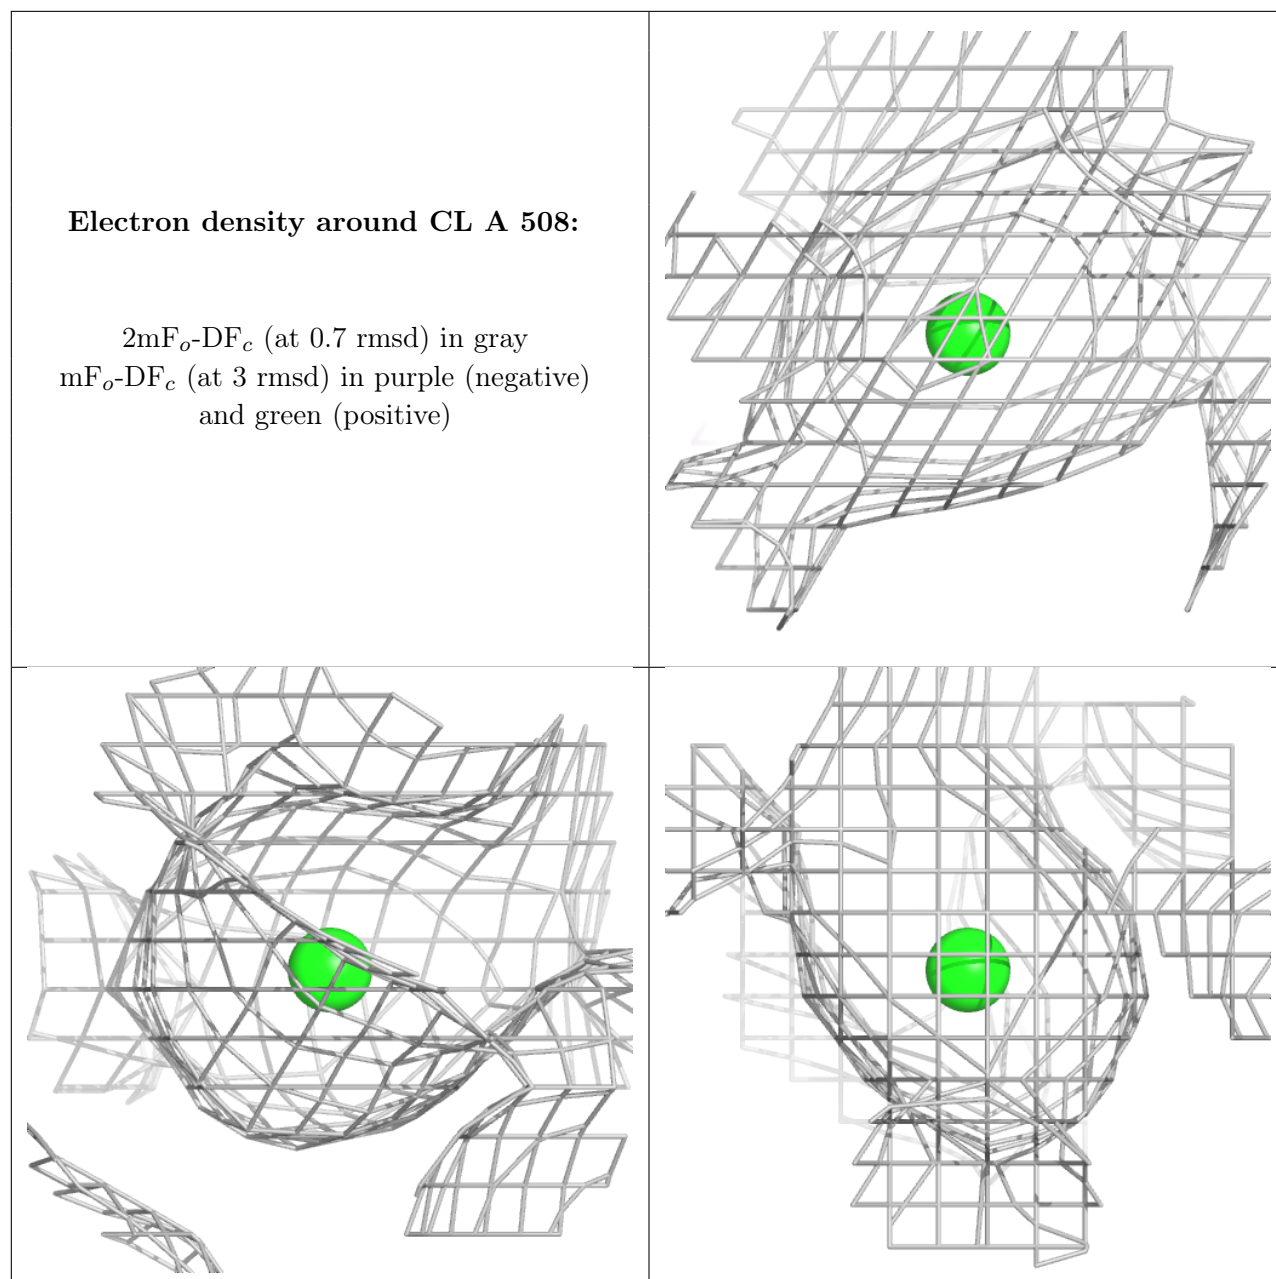 Electron density around CL A 508:
2mFo-DFc (at 0.7 rmsd) in gray
mFo-DFc (at 3 rmsd) in purple (negative)
and green (positive)